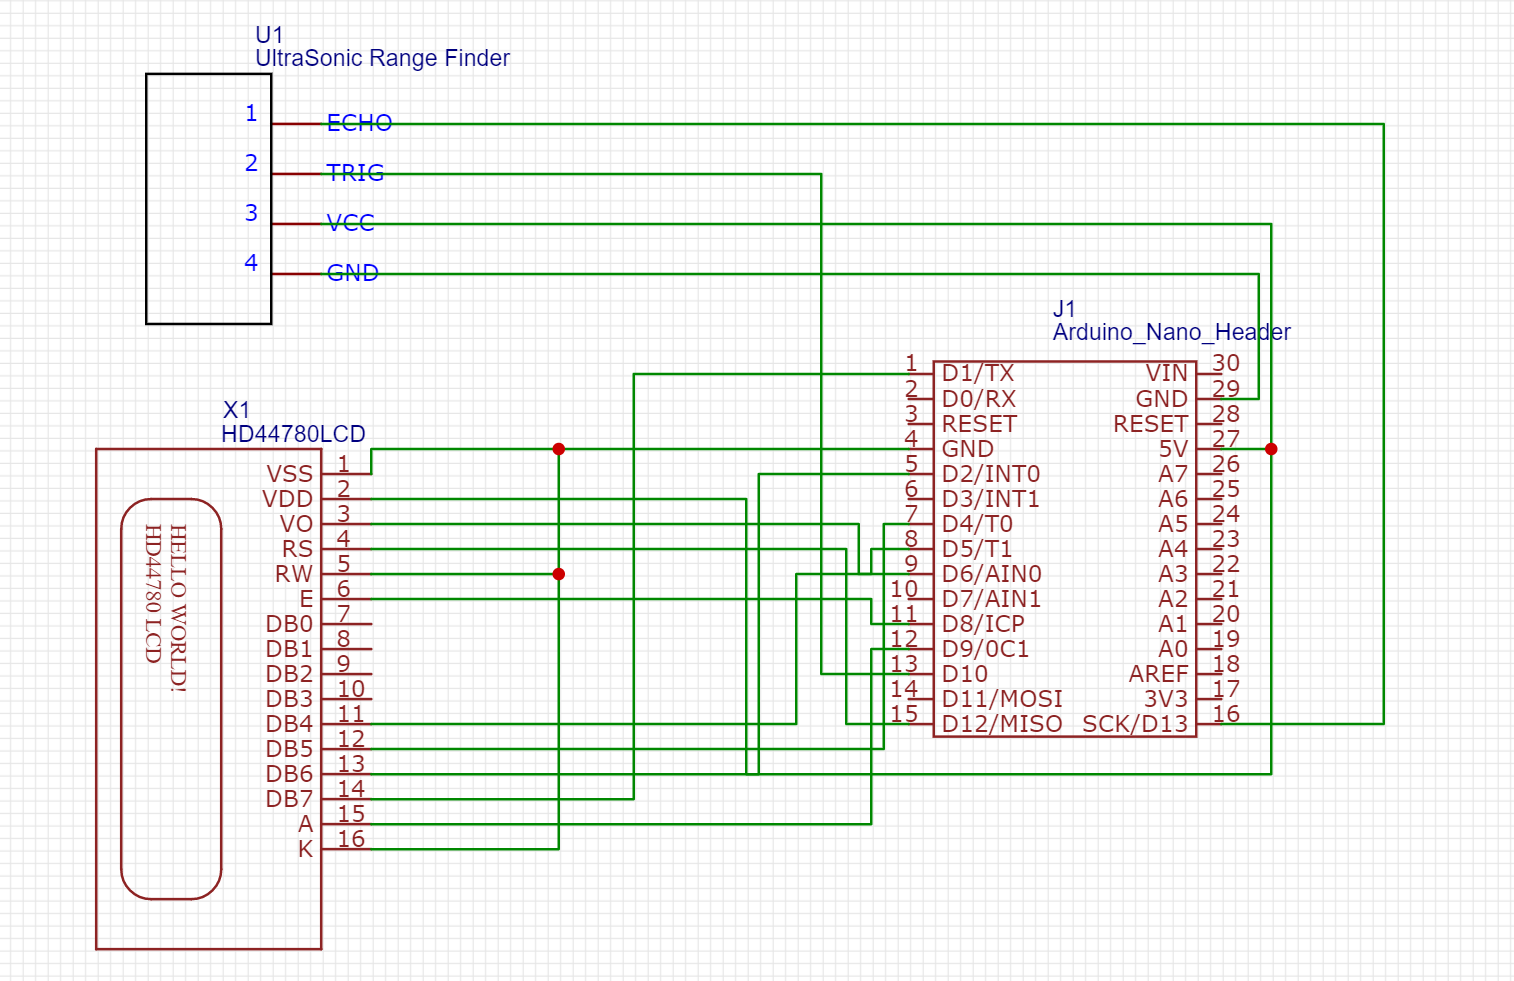 U1
UltraSonic Range Finder
1 ECHO
2 TRIG
3 VCC
4 GND
J1
Arduino_Nano_Header
1 D1/TX VIN 30
2 D0/RX GND 29
3 RESET RESET 28
4 GND 5V 27
5 D2/INT0 A7 26
6 D3/INT1 A6 25
7 D4/T0 A5 24
8 D5/T1 A4 23
9 D6/AIN0 A3 22
10 D7/AIN1 A2 21
11 D8/ICP A1 20
12 D9/0C1 A0 19
13 D10 AREF 18
14 D11/MOSI 3V3 17
15 D12/MISO SCK/D13 16
X1
HD44780LCD
VSS 1
VDD 2
VO 3
RS 4
RW 5
E 6
DB0 7
DB1 8
DB2 9
DB3 10
DB4 11
DB5 12
DB6 13
DB7 14
A 15
K 16
HELLO WORLD!
HD44780 LCD